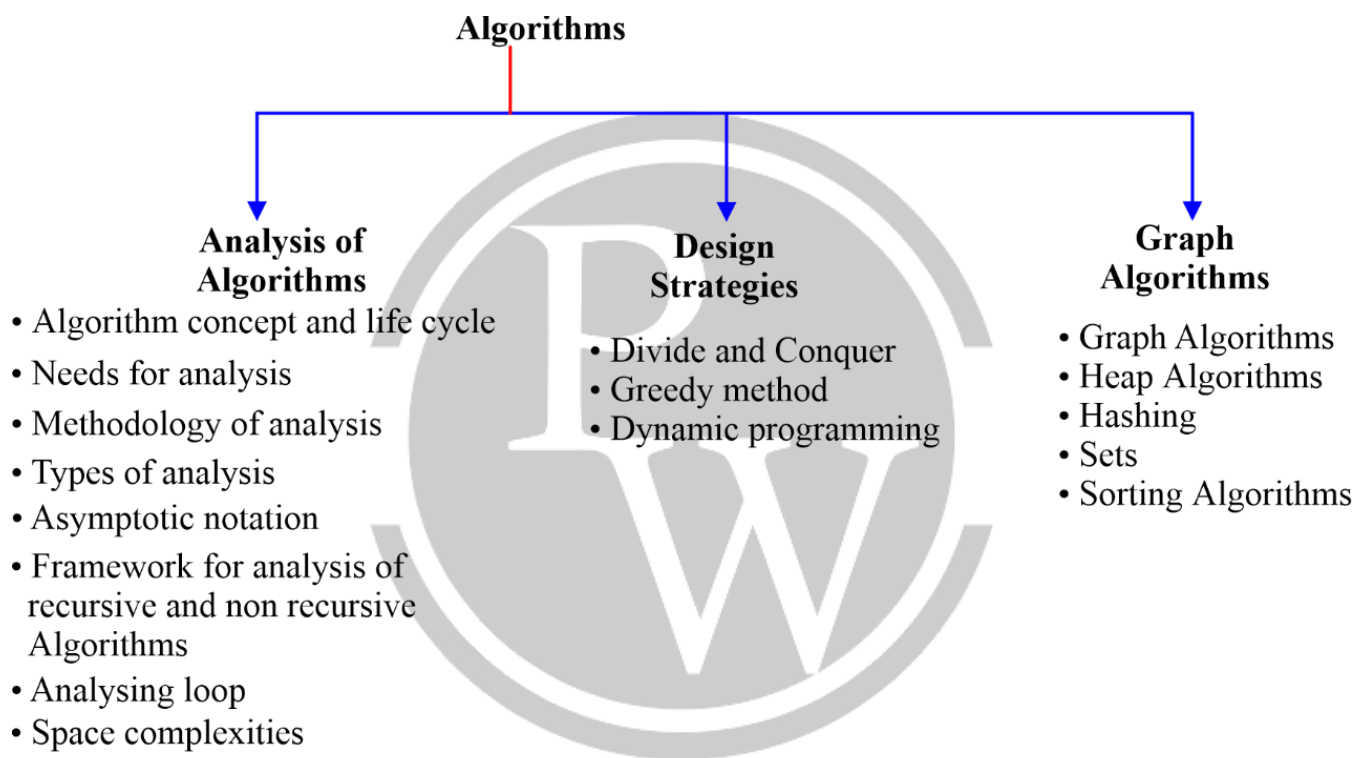 Algorithms
Analysis of
Algorithms
• Algorithm concept and life cycle
• Needs for analysis
• Methodology of analysis
• Types of analysis
• Asymptotic notation
• Framework for analysis of
recursive and non recursive
Algorithms
• Analysing loop
• Space complexities
Design
Strategies
• Divide and Conquer
• Greedy method
• Dynamic programming
Graph
Algorithms
• Graph Algorithms
• Heap Algorithms
• Hashing
• Sets
• Sorting Algorithms
PW